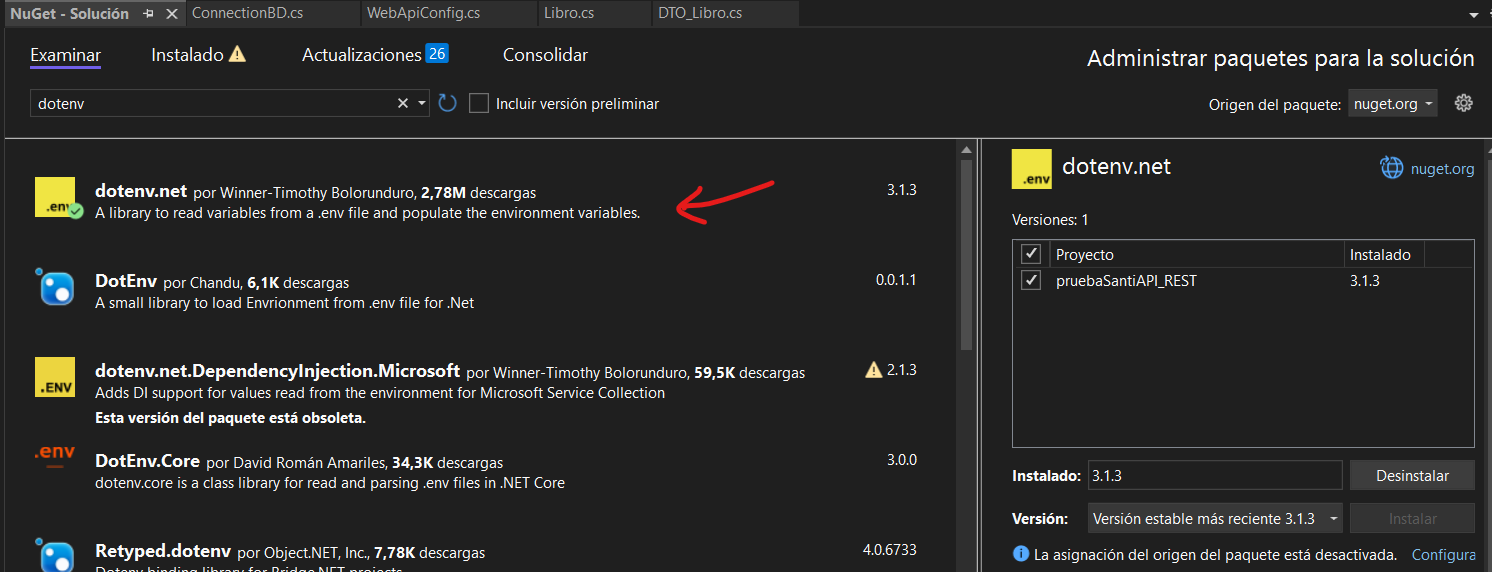 NuGet - Solución ConnectionBD.cs WebApiConfig.cs Libro.cs DTO_Libro.cs
Examinar Instalado Actualizaciones 26 Consolidar
Administrar paquetes para la solución
dotenv Incluir versión preliminar
Origen del paquete: nuget.org
.env
dotenv.net por Winner-Timothy Bolorunduro, 2,78M descargas 3.1.3
A library to read variables from a .env file and populate the environment variables.
DotEnv por Chandu, 6,1K descargas 0.0.1.1
A small library to load Envrionment from .env file for .Net
.ENV
dotenv.net.DependencyInjection.Microsoft por Winner-Timothy Bolorunduro, 59,5K descargas 2.1.3
Adds DI support for values read from the environment for Microsoft Service Collection
Esta versión del paquete está obsoleta.
.env
DotEnv.Core por David Román Amariles, 34,3K descargas 3.0.0
dotenv.core is a class library for read and parsing .env files in .NET Core
Retyped.dotenv por Object.NET, Inc., 7,78K descargas 4.0.6733
Dotenv binding library for Bridge.NET projects.
.env
dotenv.net nuget.org
Versiones: 1
Proyecto Instalado
pruebaSantiAPI_REST 3.1.3
Instalado: 3.1.3 Desinstalar
Versión: Versión estable más reciente 3.1.3 Instalar
La asignación del origen del paquete está desactivada. Configura